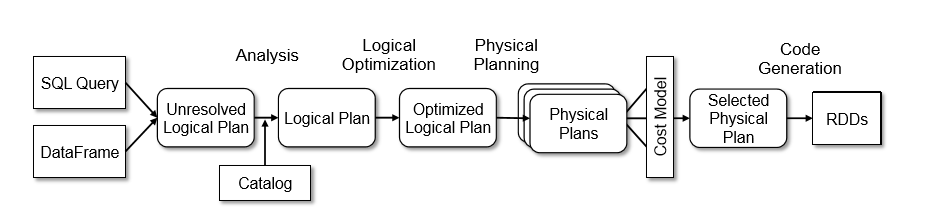 Analysis
Logical
Optimization
Physical
Planning
Code
Generation
SQL Query
DataFrame
Unresolved
Logical Plan
Catalog
Logical Plan
Optimized
Logical Plan
Physical
Plans
Cost Model
Selected
Physical
Plan
RDDs